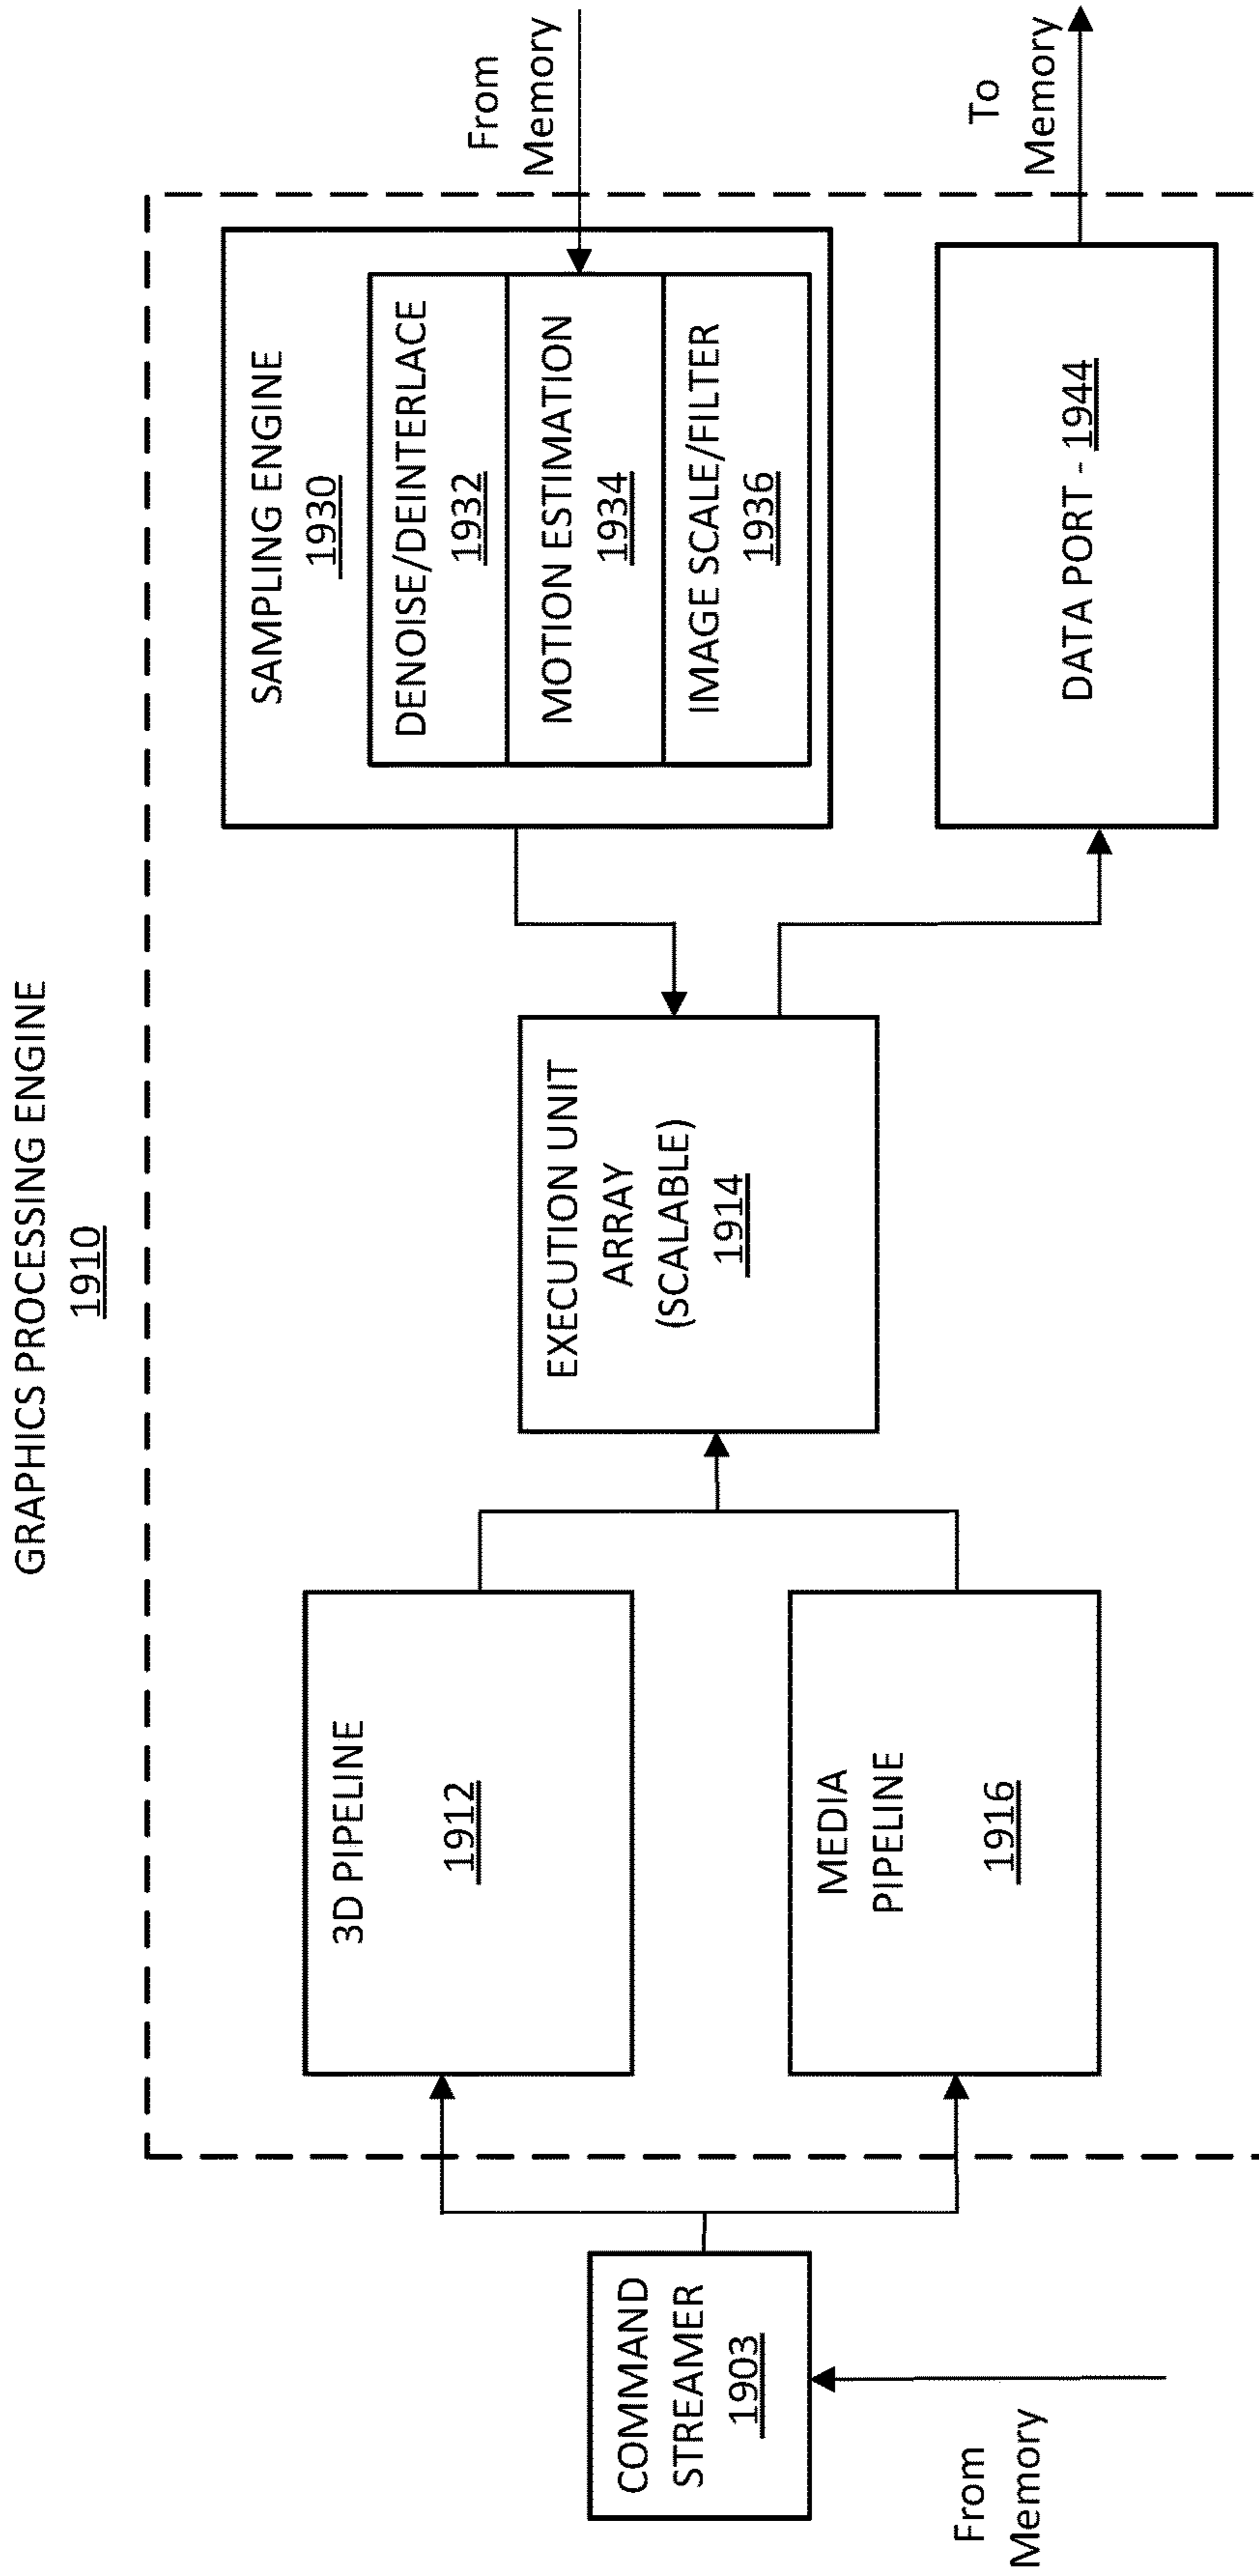 GRAPHICS PROCESSING ENGINE
1910
COMMAND
STREAMER
1903
From
Memory
3D PIPELINE
1912
MEDIA
PIPELINE
1916
EXECUTION UNIT
ARRAY
(SCALABLE)
1914
SAMPLING ENGINE
1930
DENOISE/DEINTERLACE
1932
MOTION ESTIMATION
1934
IMAGE SCALE/FILTER
1936
DATA PORT - 1944
From
Memory
To
Memory